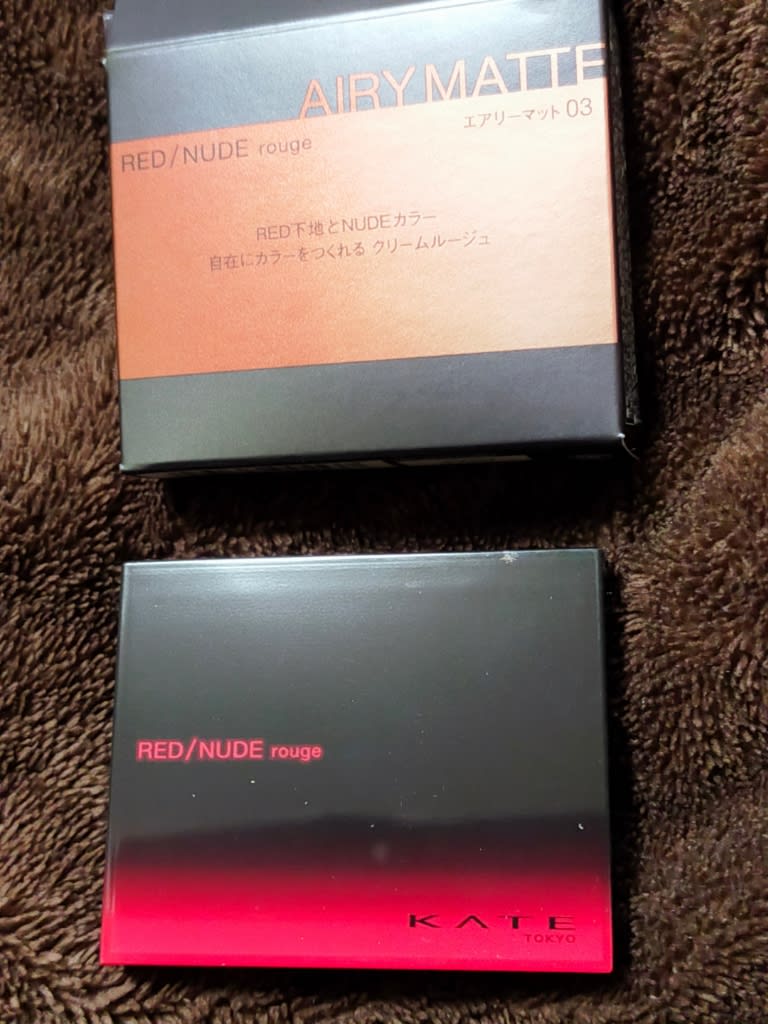 AIRY MATTE
エアリーマット 03
RED/NUDE rouge
RED下地とNUDEカラー
自在にカラーをつくれる クリームルージュ
RED/NUDE rouge
KATE
TOKYO